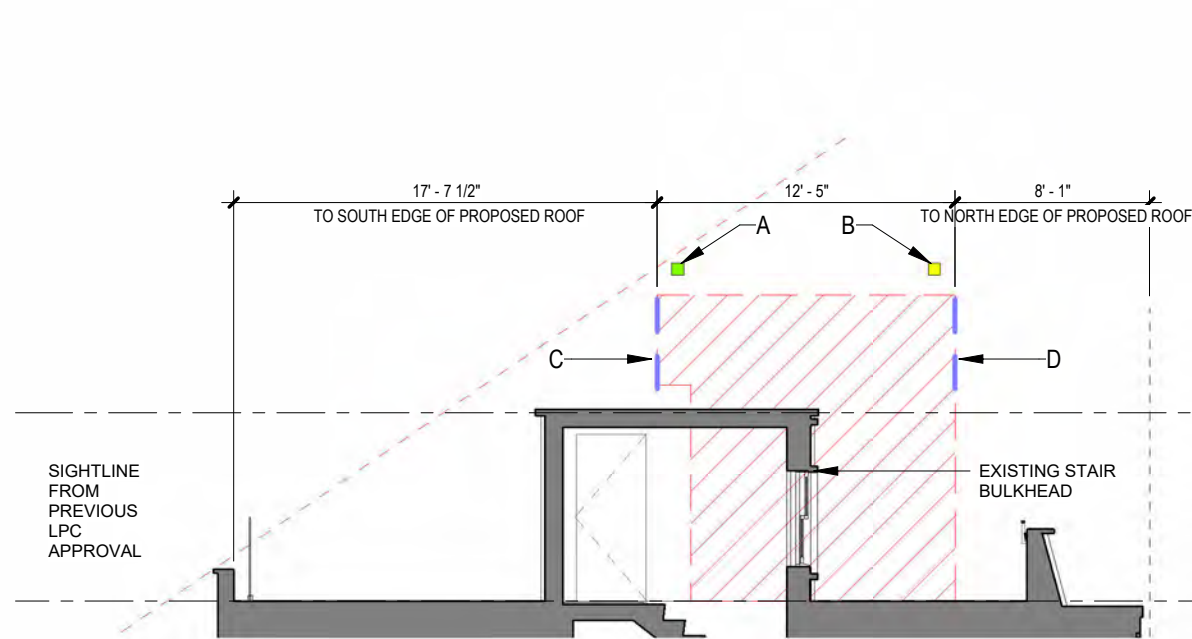 17' - 7 1/2"
12' - 5"
8' - 1"
TO SOUTH EDGE OF PROPOSED ROOF
TO NORTH EDGE OF PROPOSED ROOF
A
B
C
D
SIGHTLINE
FROM
PREVIOUS
LPC
APPROVAL
EXISTING STAIR
BULKHEAD